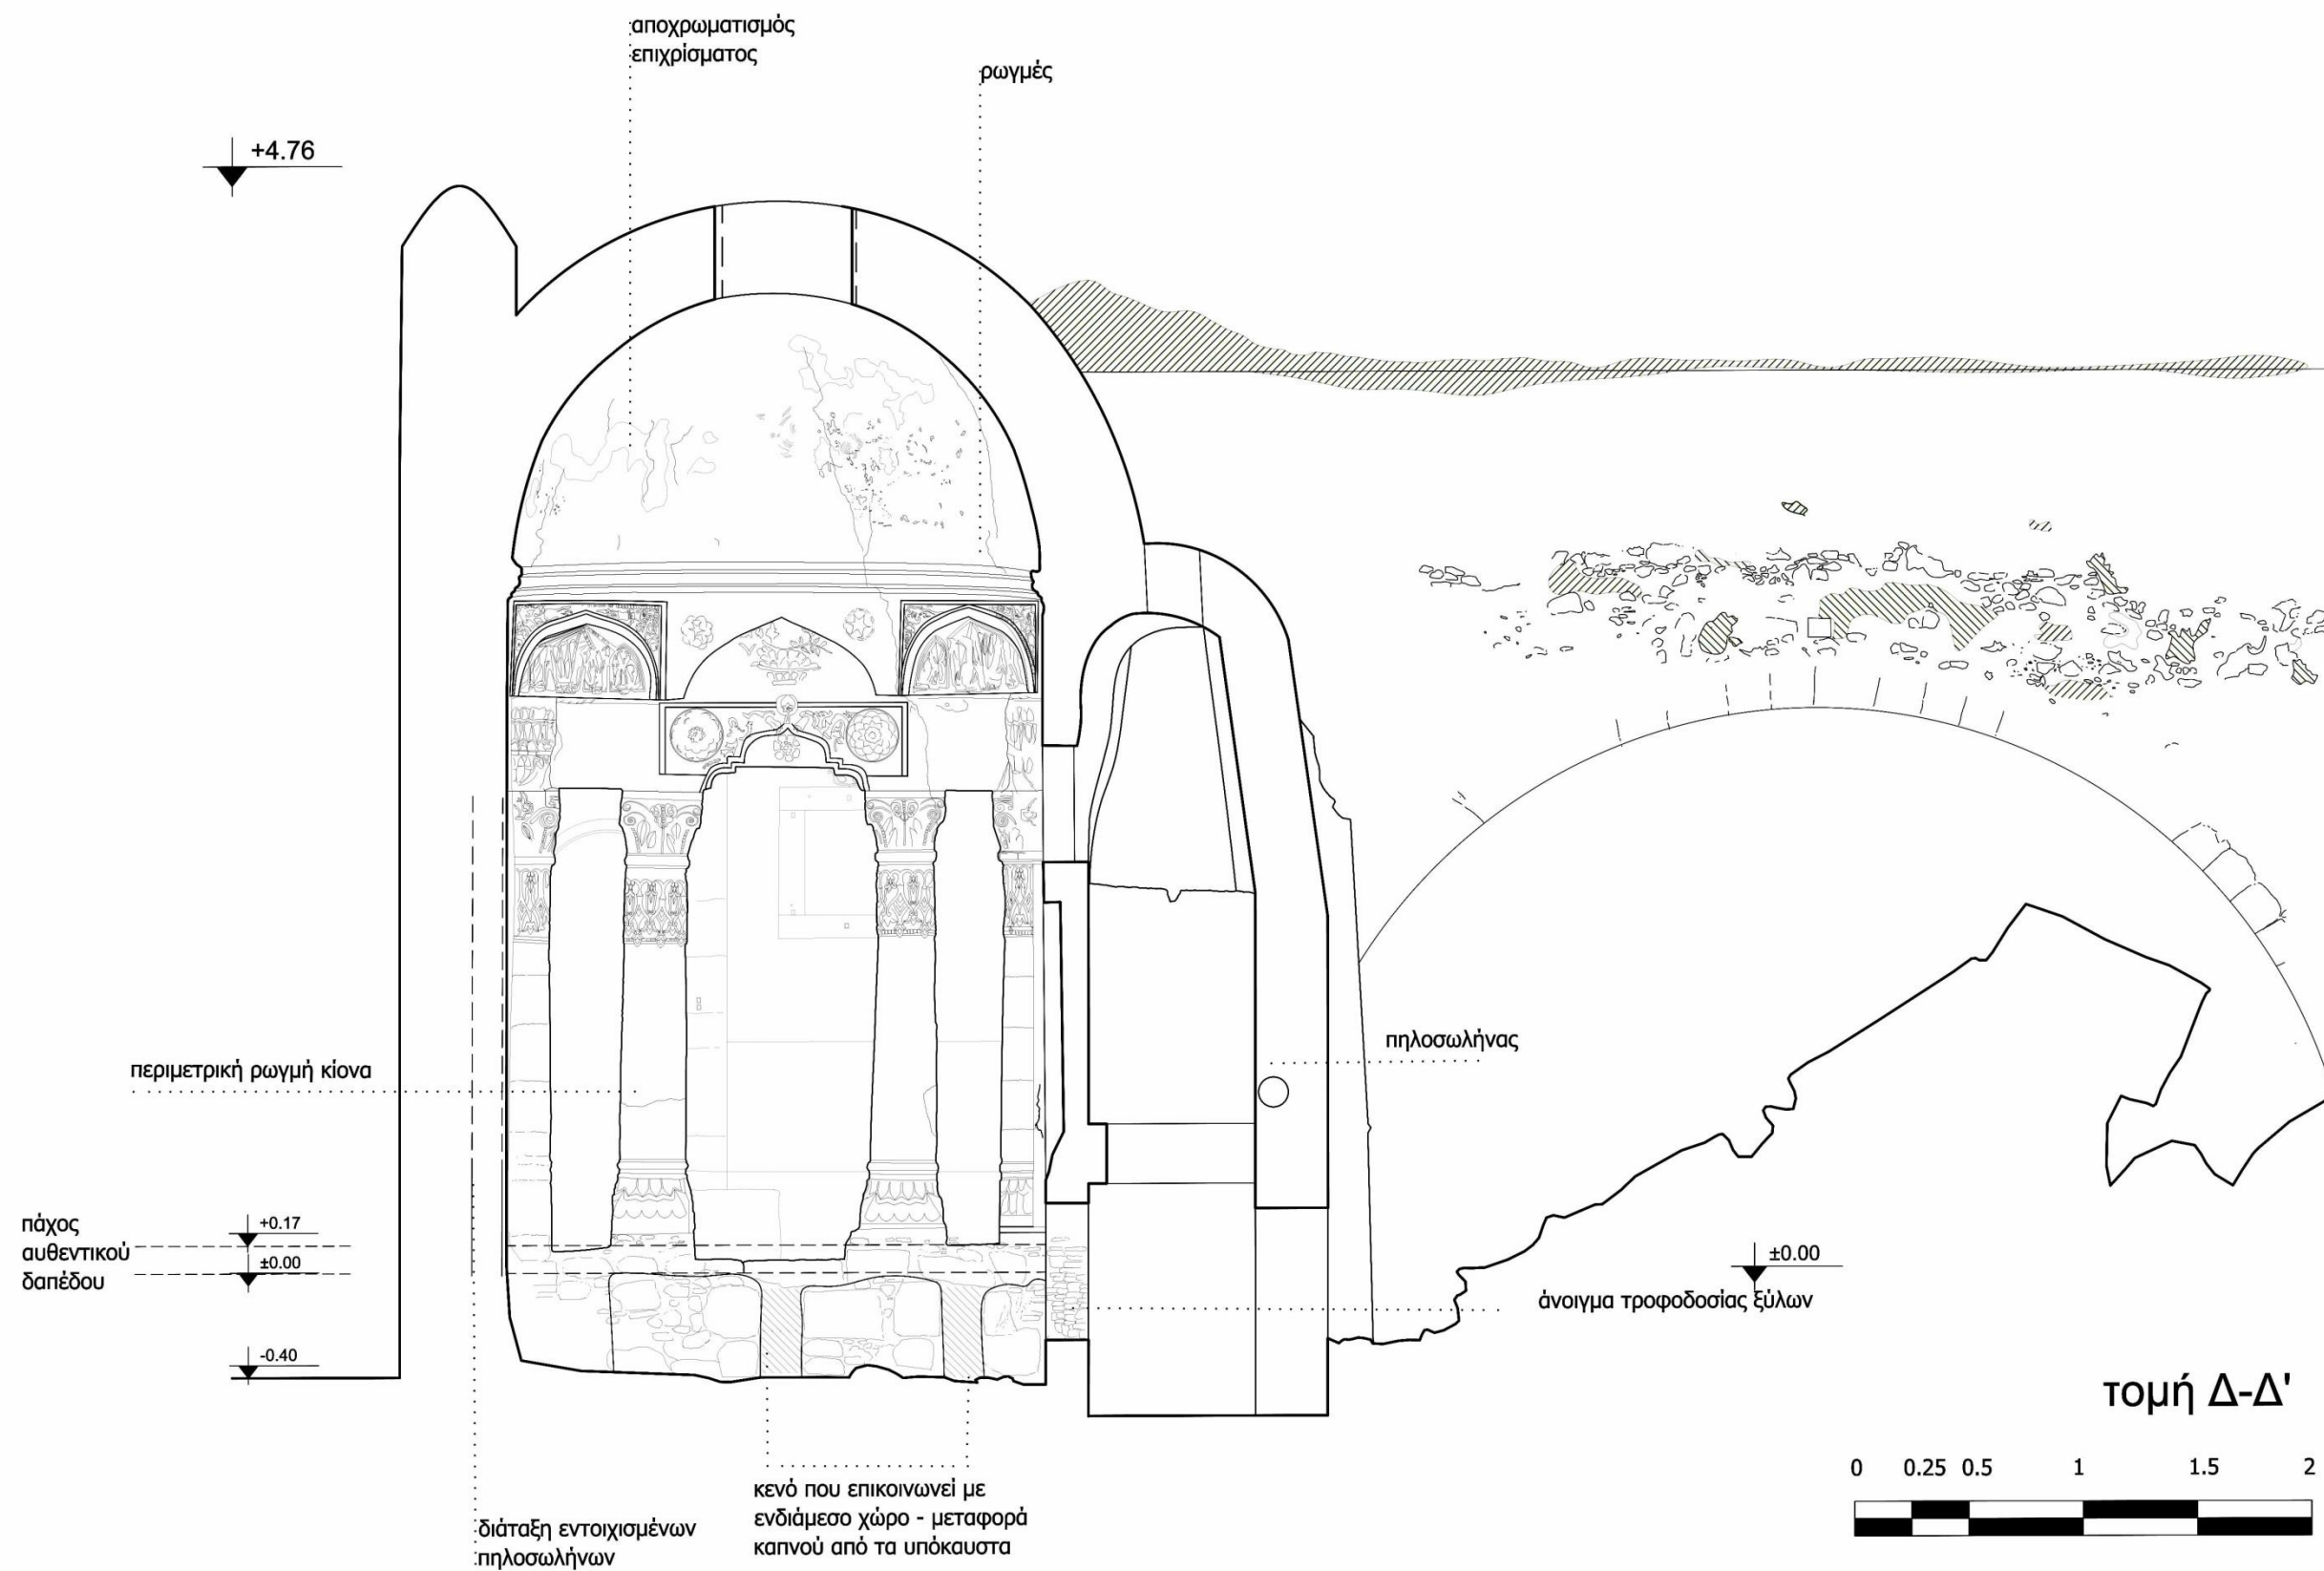 αποχρωματισμός
επιχρίσματος
ρωγμές
+4.76
περιμετρική ρωγμή κίονα
πηλοσωλήνας
πάχος
αυθεντικού
δαπέδου
+0.17
±0.00
-0.40
±0.00
άνοιγμα τροφοδοσίας ξύλων
τομή Δ-Δ'
0 0.25 0.5 1 1.5 2
κενό που επικοινωνεί με
ενδιάμεσο χώρο - μεταφορά
καπνού από τα υπόκαυστα
διάταξη εντοιχισμένων
πηλοσωλήνων